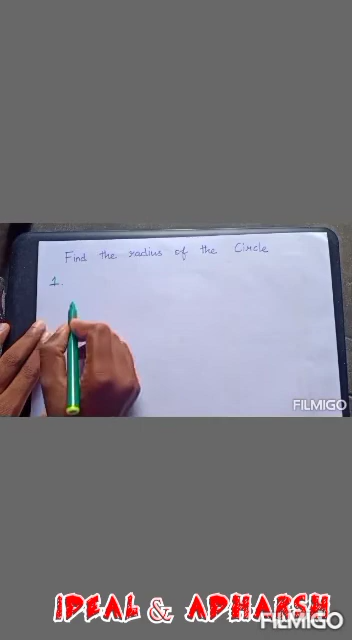 Find the radius of the Circle
1.
FILMIGO
IDEAL & ADHARSH
FILMIGO